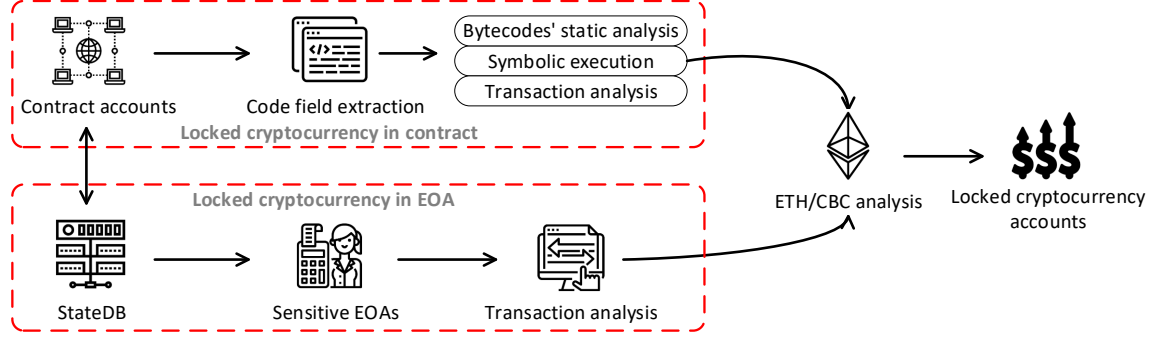 Bytecodes' static analysis
Symbolic execution
Transaction analysis
Contract accounts
Code field extraction
Locked cryptocurrency in contract
ETH/CBC analysis
Locked cryptocurrency
accounts
Locked cryptocurrency in EOA
StateDB
Sensitive EOAs
Transaction analysis